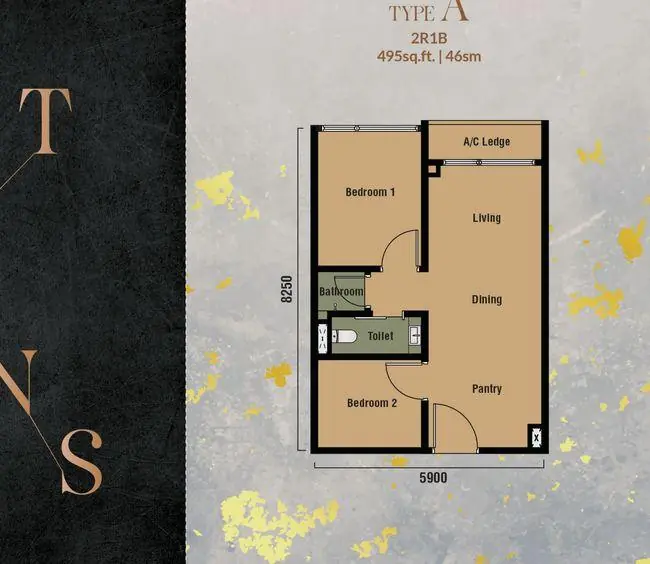 T
N
S
TYPE A
2R1B
495sq.ft. | 46sm
A/C Ledge
Bedroom 1
Living
8250
Bathroom
Dining
Toilet
Pantry
Bedroom 2
5900